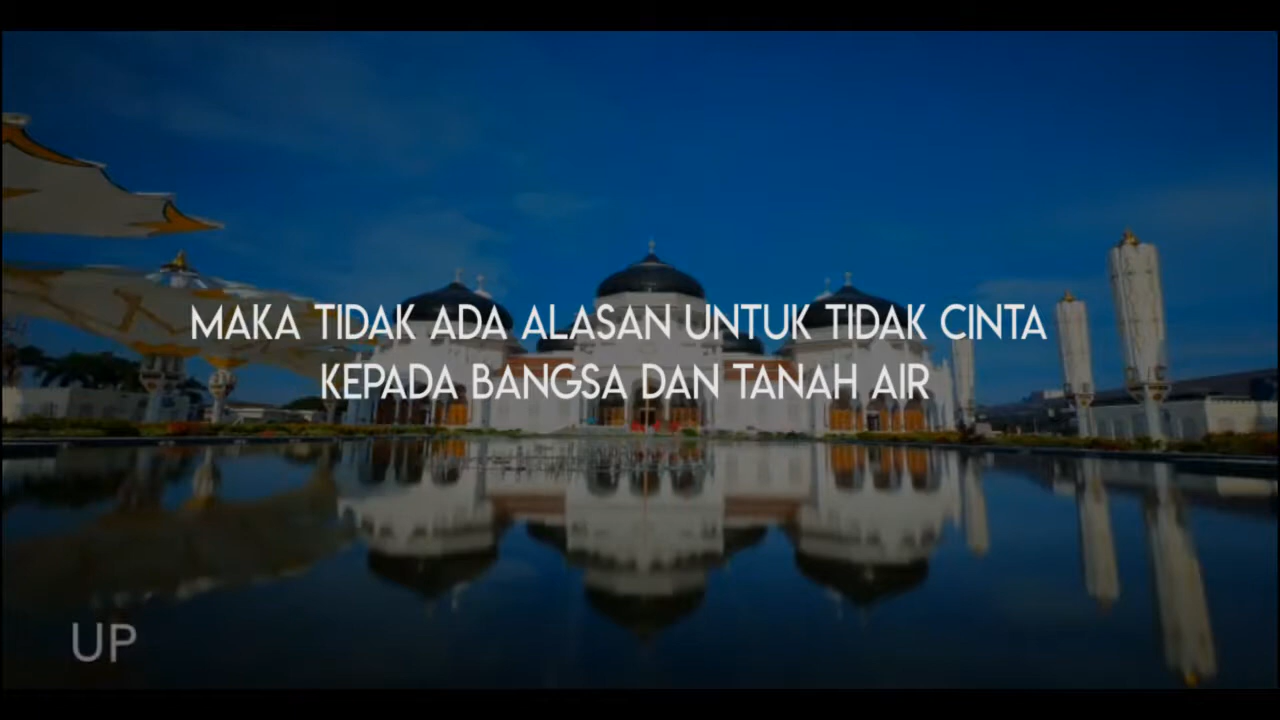 MAKA TIDAK ADA ALASAN UNTUK TIDAK CINTA
KEPADA BANGSA DAN TANAH AIR
UP